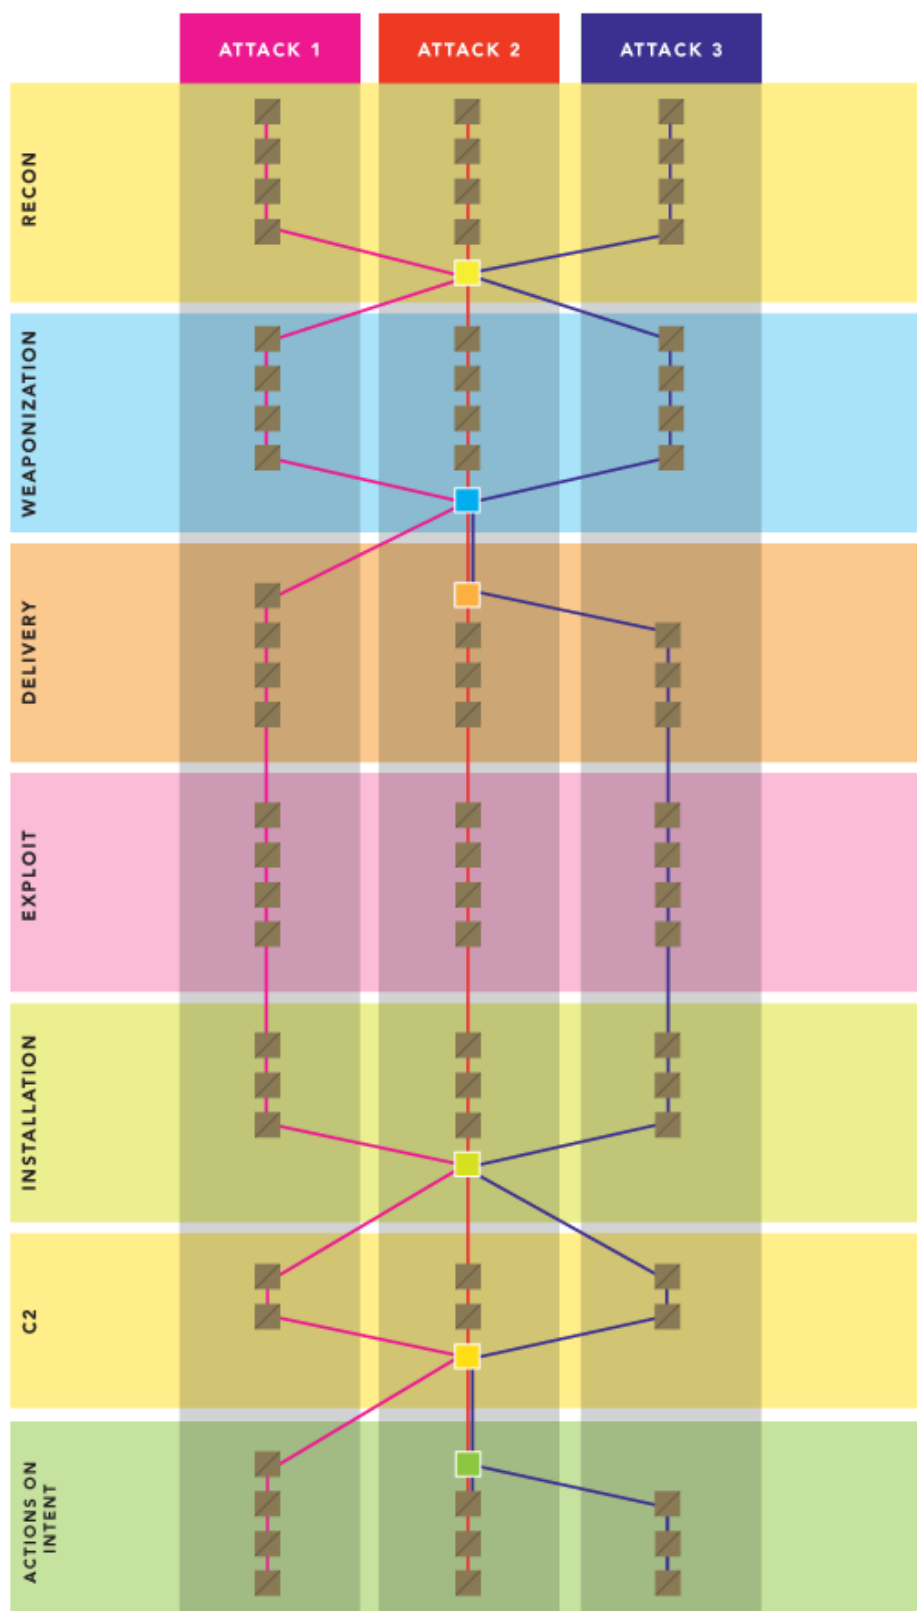 ATTACK 1
ATTACK 2
ATTACK 3
RECON
WEAPONIZATION
DELIVERY
EXPLOIT
INSTALLATION
C2
ACTIONS ON
INTENT